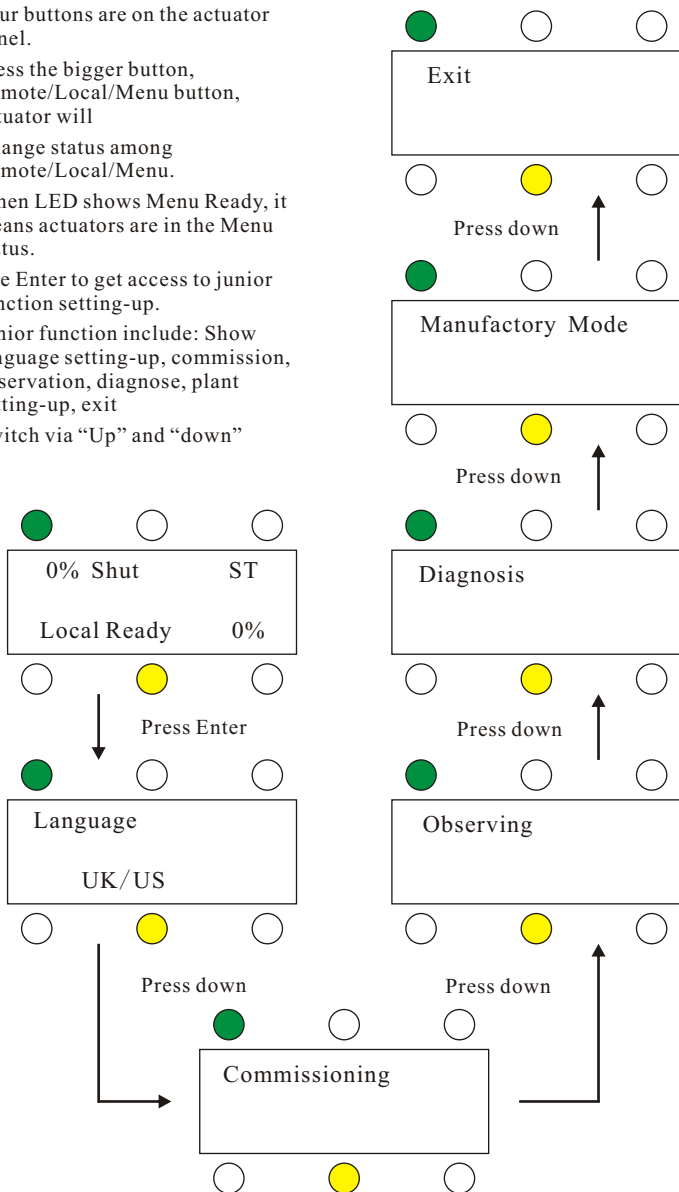 ur buttons are on the actuator
nel.
ess the bigger button,
mote/Local/Menu button,
tuator will
ange status among
mote/Local/Menu.
hen LED shows Menu Ready, it
eans actuators are in the Menu
tus.
e Enter to get access to junior
nction setting-up.
nior function include: Show
nguage setting-up, commission,
servation, diagnose, plant
tting-up, exit
itch via “Up” and “down”
0% Shut ST
Local Ready 0%
Press Enter
Language
UK/US
Press down
Commissioning
Press down
Observing
Press down
Diagnosis
Press down
Manufactory Mode
Press down
Exit